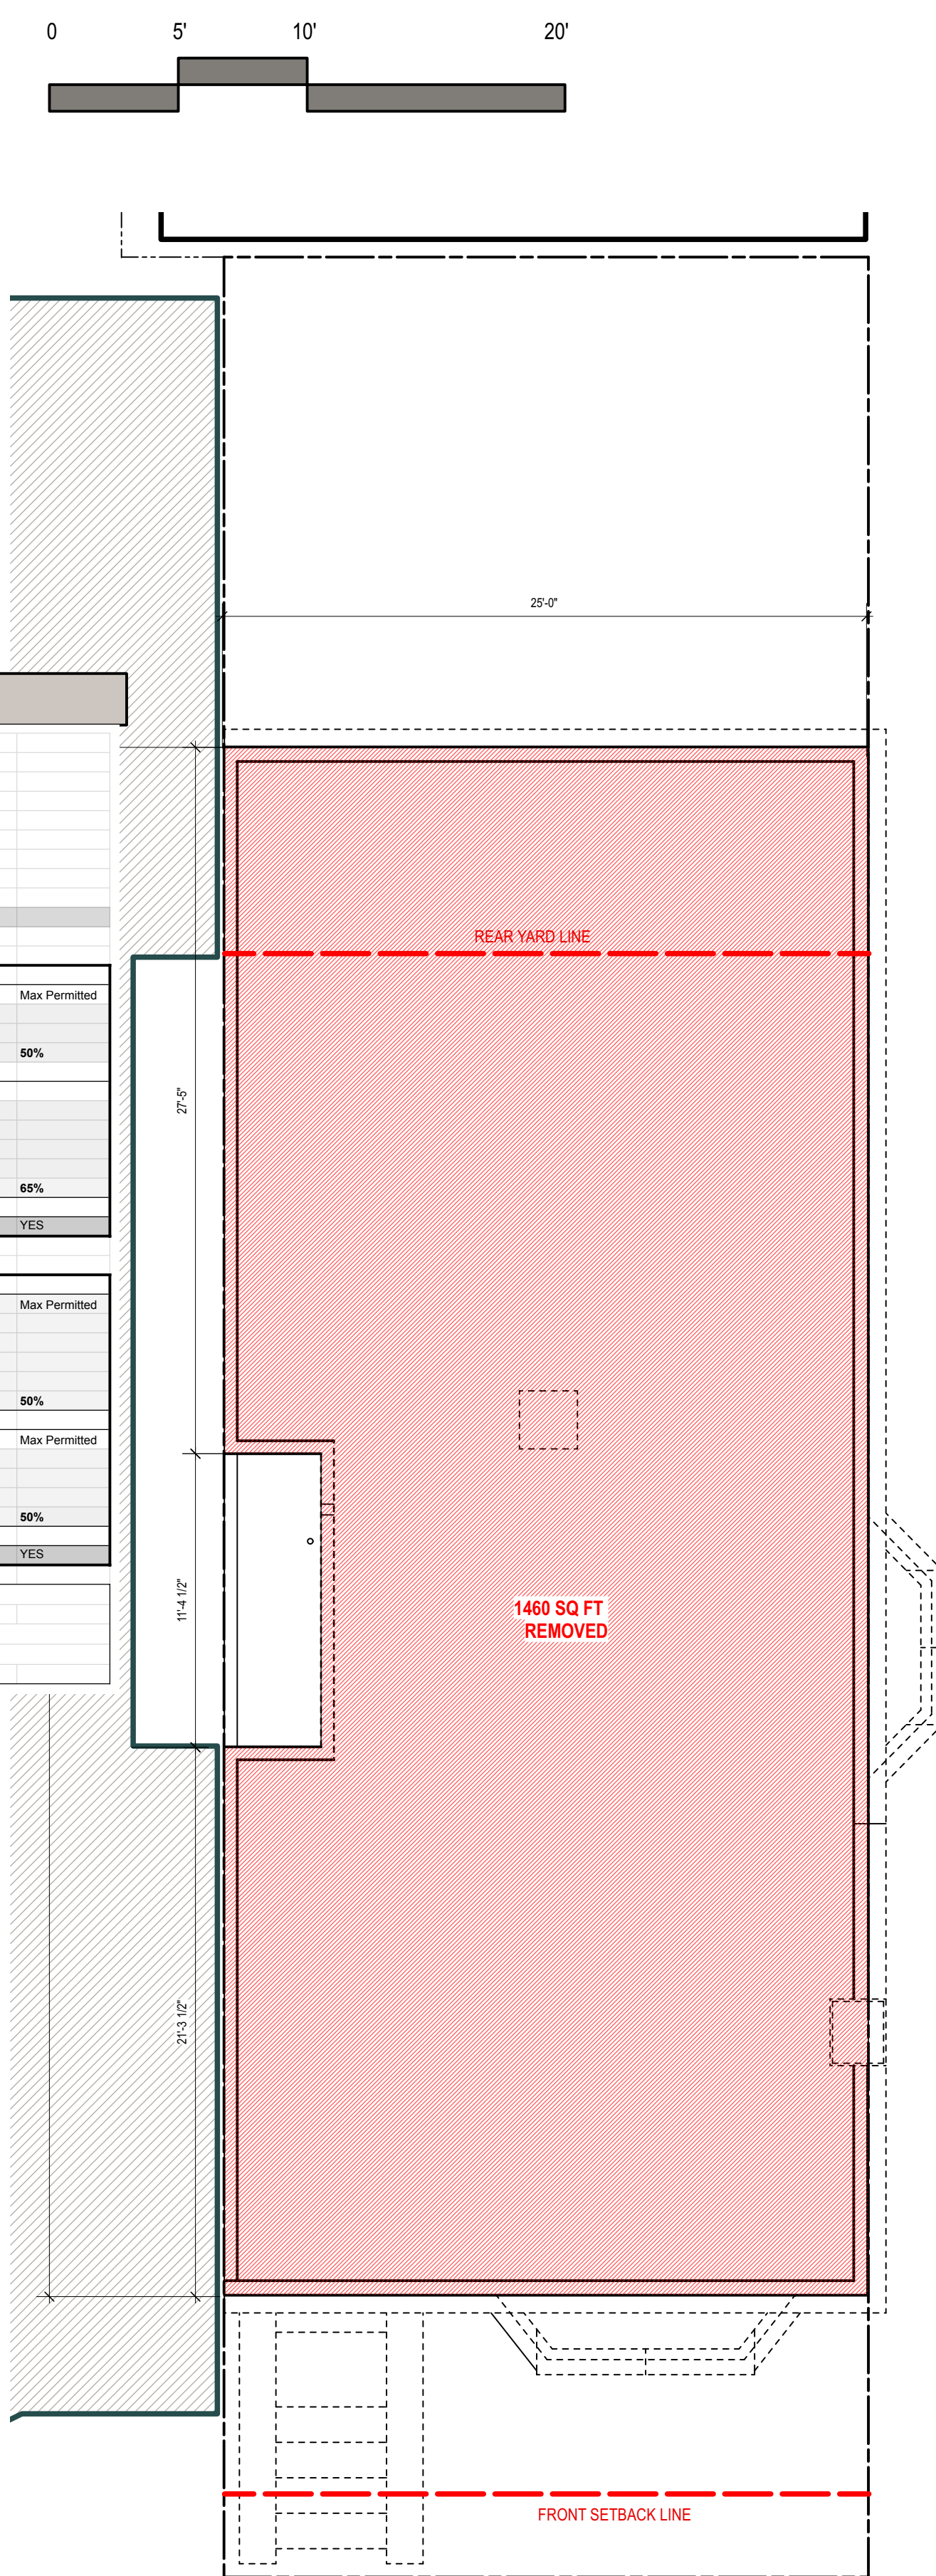 0 5' 10' 20'
25'-0"
REAR YARD LINE
Max Permitted
50%
27'-5"
65%
YES
Max Permitted
50%
Max Permitted
50%
YES
11'-4 1/2"
1460 SQ FT
REMOVED
21'-3 1/2"
FRONT SETBACK LINE